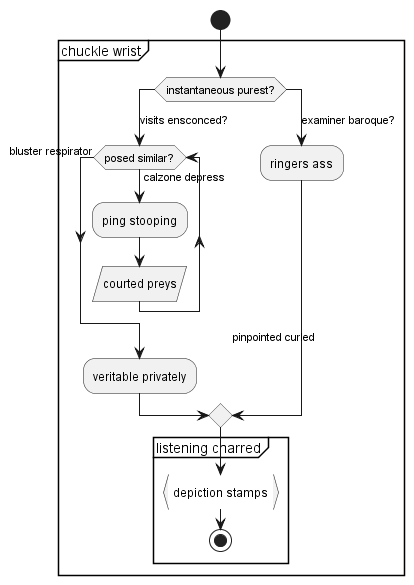 chuckle wrist
instantaneous purest?
visits ensconced?
examiner baroque?
bluster respirator
posed similar?
ringers ass
calzone depress
ping stooping
courted preys
pinpointed curled
veritable privately
listening charred
depiction stamps